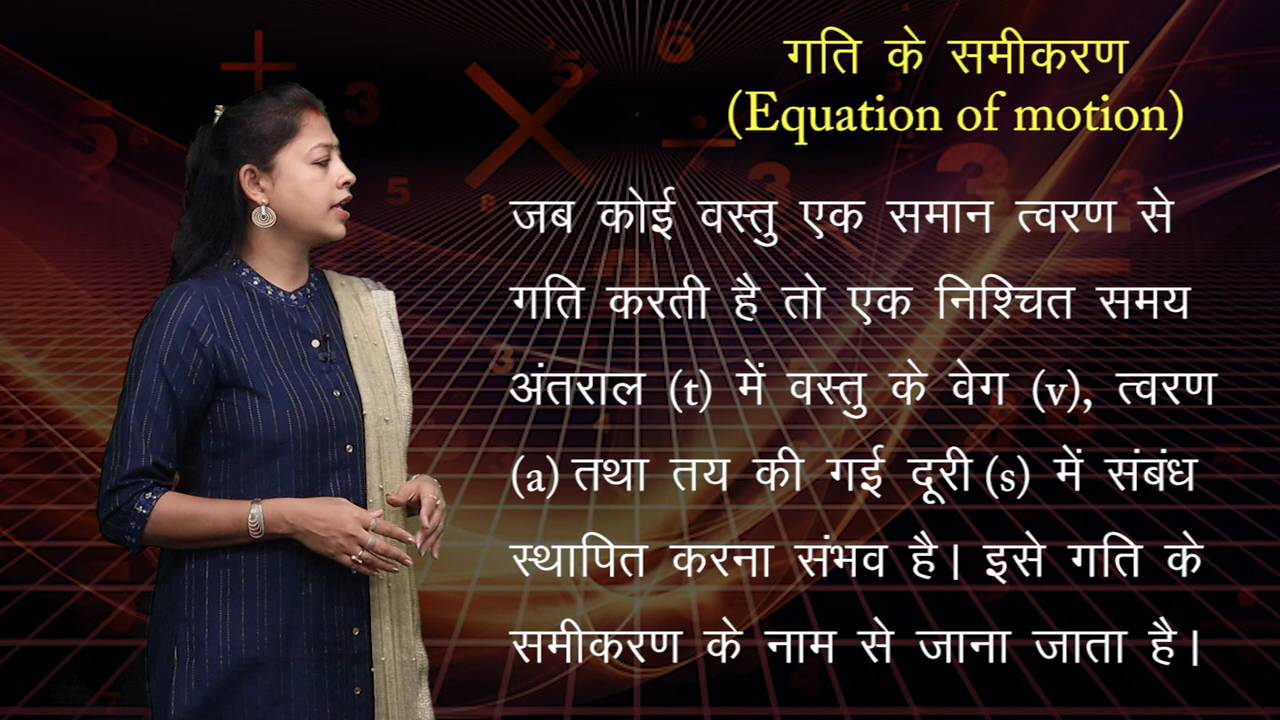 गति के समीकरण
(Equation of motion)
जब कोई वस्तु एक समान त्वरण से
गति करती है तो एक निश्चित समय
अंतराल (t) में वस्तु के वेग (v), त्वरण
(a) तथा तय की गई दूरी (s) में संबंध
स्थापित करना संभव है। इसे गति के
समीकरण के नाम से जाना जाता है।